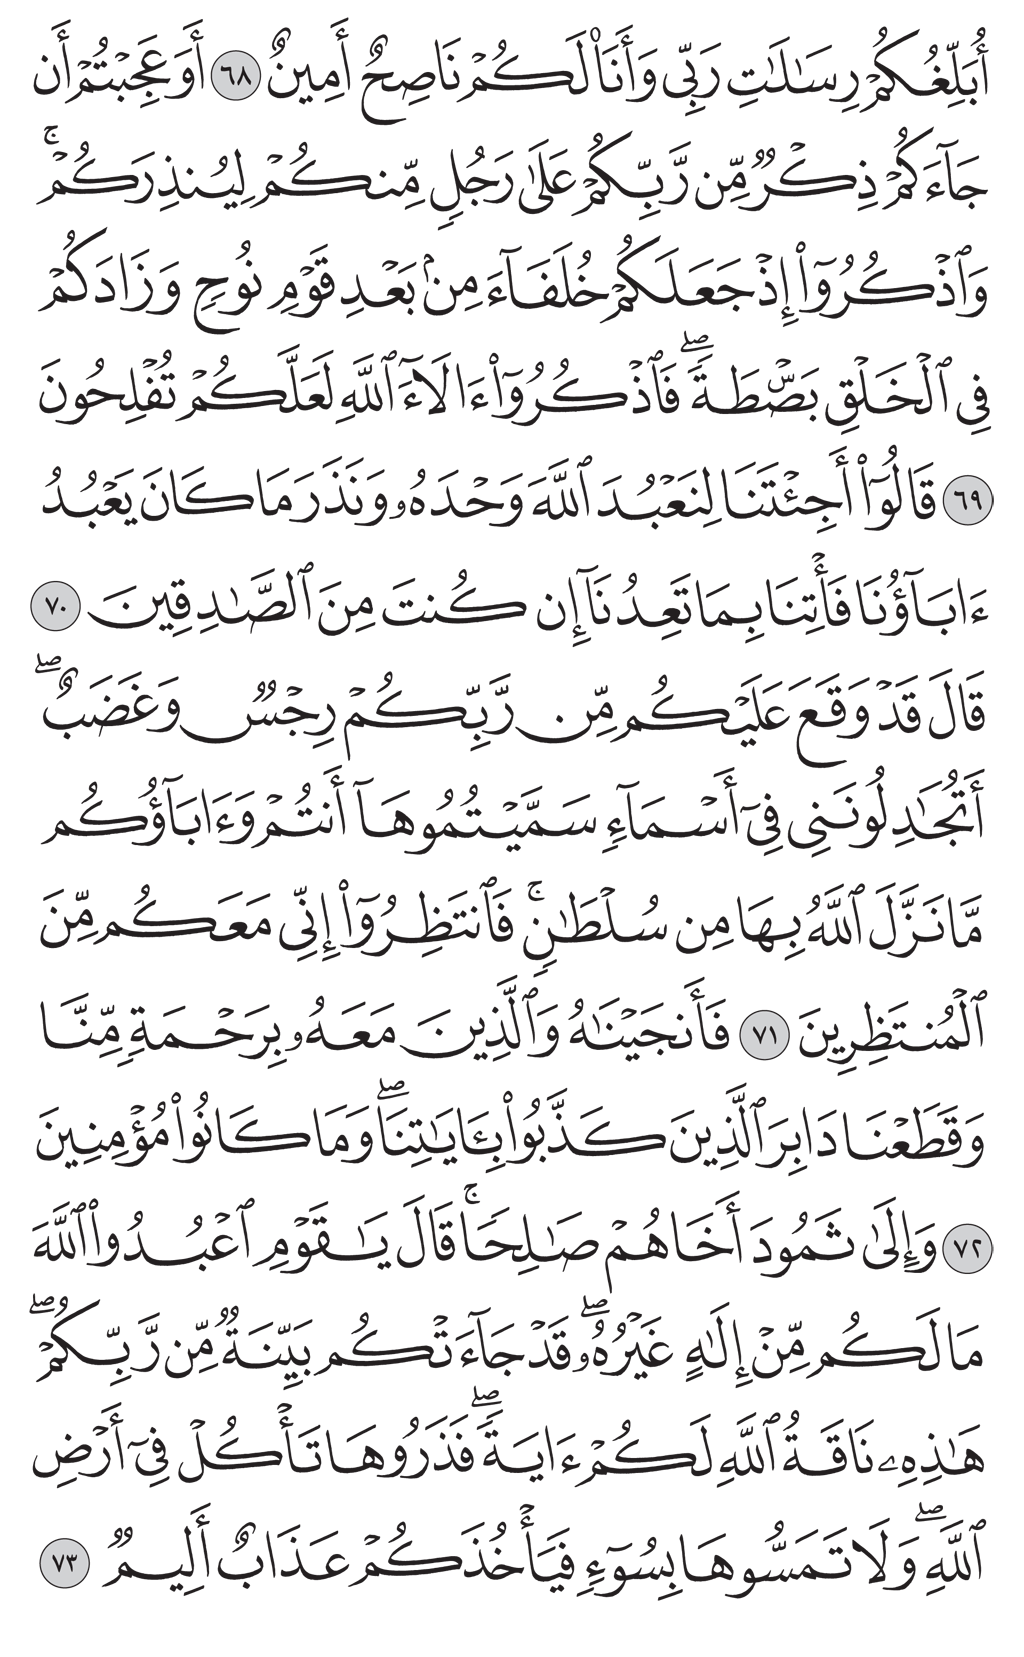 أُبَلِّغُكُمْ رِسَٰلَٰتِ رَبِّى وَأَنَا۠ لَكُمْ نَاصِحٌ أَمِينٌ ٦٨ أَوَعَجِبْتُمْ أَن
جَآءَكُمْ ذِكْرٌ مِّن رَّبِّكُمْ عَلَىٰ رَجُلٍ مِّنكُمْ لِيُنذِرَكُمْ ۚ
وَٱذْكُرُوٓا۟ إِذْ جَعَلَكُمْ خُلَفَآءَ مِنۢ بَعْدِ قَوْمِ نُوحٍ وَزَادَكُمْ
فِى ٱلْخَلْقِ بَصْۜطَةً ۖ فَٱذْكُرُوٓا۟ ءَالَآءَ ٱللَّهِ لَعَلَّكُمْ تُفْلِحُونَ
٦٩ قَالُوٓا۟ أَجِئْتَنَا لِنَعْبُدَ ٱللَّهَ وَحْدَهُۥ وَنَذَرَ مَا كَانَ يَعْبُدُ
ءَابَآؤُنَا فَأْتِنَا بِمَا تَعِدُنَآ إِن كُنتَ مِنَ ٱلصَّٰدِقِينَ ٧٠
قَالَ قَدْ وَقَعَ عَلَيْكُم مِّن رَّبِّكُمْ رِجْسٌ وَغَضَبٌ ۖ
أَتُجَٰدِلُونَنِى فِىٓ أَسْمَآءٍ سَمَّيْتُمُوهَآ أَنتُمْ وَءَابَآؤُكُم
مَّا نَزَّلَ ٱللَّهُ بِهَا مِن سُلْطَٰنٍ ۚ فَٱنتَظِرُوٓا۟ إِنِّى مَعَكُم مِّنَ
ٱلْمُنتَظِرِينَ ٧١ فَأَنجَيْنَٰهُ وَٱلَّذِينَ مَعَهُۥ بِرَحْمَةٍ مِّنَّا
وَقَطَعْنَا دَابِرَ ٱلَّذِينَ كَذَّبُوا۟ بِـَٔايَٰتِنَا ۖ وَمَا كَانُوا۟ مُؤْمِنِينَ
٧٢ وَإِلَىٰ ثَمُودَ أَخَاهُمْ صَٰلِحًا ۗ قَالَ يَٰقَوْمِ ٱعْبُدُوا۟ ٱللَّهَ
مَا لَكُم مِّنْ إِلَٰهٍ غَيْرُهُۥ ۖ قَدْ جَآءَتْكُم بَيِّنَةٌ مِّن رَّبِّكُمْ ۖ
هَٰذِهِۦ نَاقَةُ ٱللَّهِ لَكُمْ ءَايَةً ۖ فَذَرُوهَا تَأْكُلْ فِىٓ أَرْضِ
ٱللَّهِ ۖ وَلَا تَمَسُّوهَا بِسُوٓءٍ فَيَأْخُذَكُمْ عَذَابٌ أَلِيمٌ ٧٣